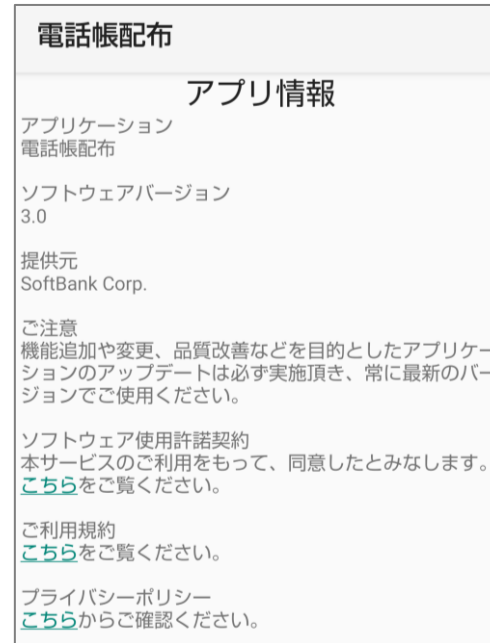 電話帳配布
アプリ情報
アプリケーション
電話帳配布
ソフトウェアバージョン
3.0
提供元
SoftBank Corp.
ご注意
機能追加や変更、品質改善などを目的としたアプリケー
ションのアップデートは必ず実施頂き、常に最新のバー
ジョンでご使用ください。
ソフトウェア使用許諾契約
本サービスのご利用をもって、同意したとみなします。
こちらをご覧ください。
ご利用規約
こちらをご覧ください。
プライバシーポリシー
こちらからご確認ください。